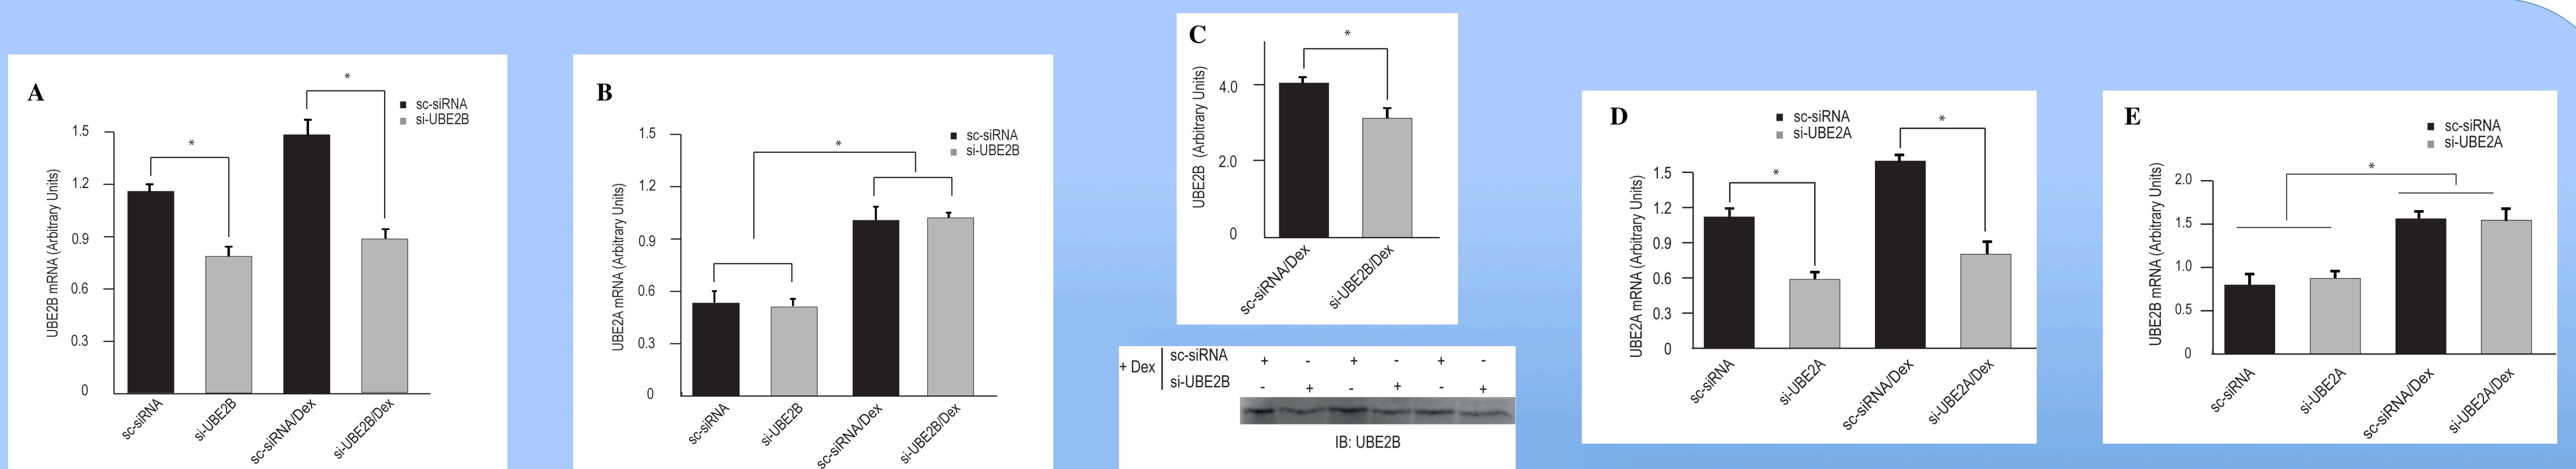 A
*
*
sc-siRNA
si-UBE2B
UBE2B mRNA (Arbitrary Units)
1.5
1.2
0.9
0.6
0.3
0
sc-siRNA
si-UBE2B
sc-siRNA/Dex
si-UBE2B/Dex
B
*
sc-siRNA
si-UBE2B
UBE2A mRNA (Arbitrary Units)
1.5
1.2
0.9
0.6
0.3
0
sc-siRNA
si-UBE2B
sc-siRNA/Dex
si-UBE2B/Dex
C
*
UBE2B (Arbitrary Units)
4.0
2.0
0
sc-siRNA/Dex
si-UBE2B/Dex
+ Dex
sc-siRNA + - + - + -
si-UBE2B - + - + - +
IB: UBE2B
D
sc-siRNA
si-UBE2A
*
*
UBE2A mRNA (Arbitrary Units)
1.5
1.2
0.9
0.6
0.3
0
sc-siRNA
si-UBE2A
sc-siRNA/Dex
si-UBE2A/Dex
E
sc-siRNA
si-UBE2A
*
UBE2B mRNA (Arbitrary Units)
2.0
1.5
1.0
0.5
0
sc-siRNA
si-UBE2A
sc-siRNA/Dex
si-UBE2A/Dex